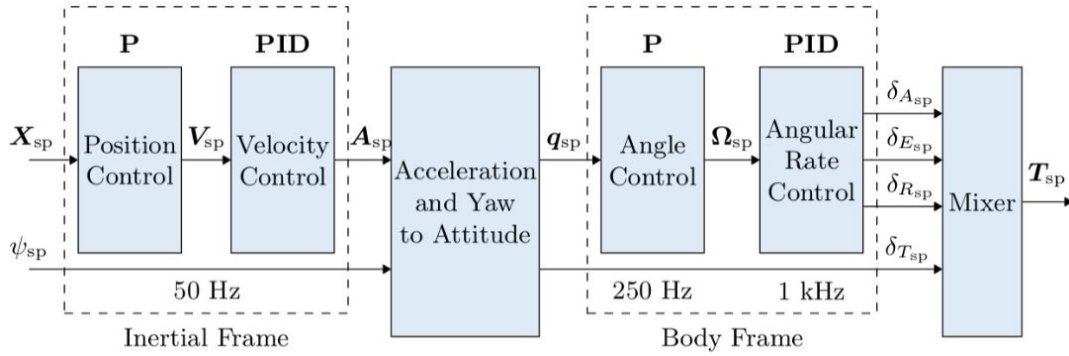 P
PID
P
PID
X_sp
Position
Control
V_sp
Velocity
Control
A_sp
Acceleration
and Yaw
to Attitude
q_sp
Angle
Control
Ω_sp
Angular
Rate
Control
δ_A_sp
δ_E_sp
δ_R_sp
δ_T_sp
Mixer
T_sp
ψ_sp
50 Hz
250 Hz
1 kHz
Inertial Frame
Body Frame